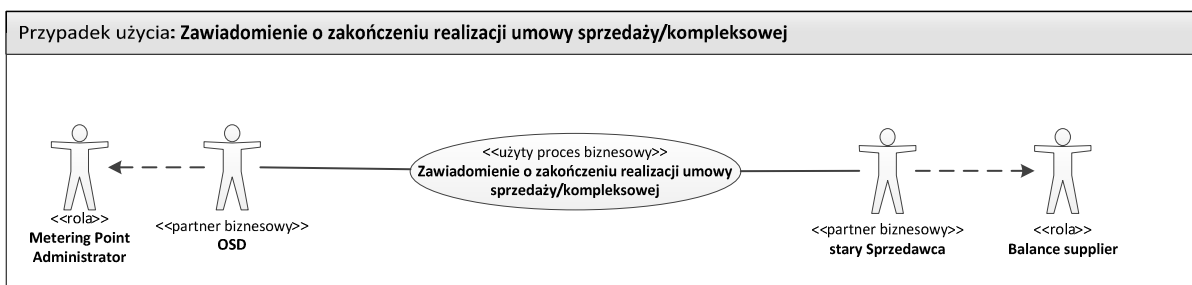 Przypadek użycia: Zawiadomienie o zakończeniu realizacji umowy sprzedaży/kompleksowej
<<użyty proces biznesowy>>
Zawiadomienie o zakończeniu realizacji umowy
sprzedaży/kompleksowej
<<rola>>
Metering Point
Administrator
<<partner biznesowy>>
OSD
<<partner biznesowy>>
stary Sprzedawca
<<rola>>
Balance supplier